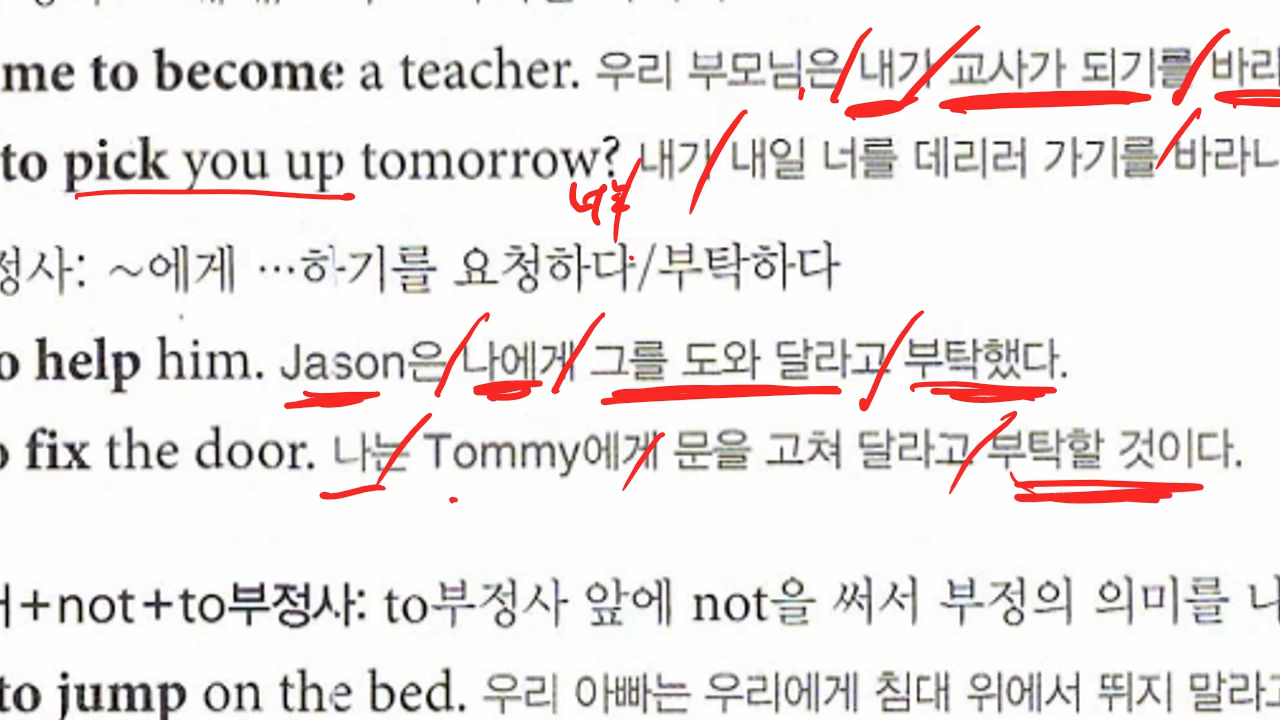 me to become a teacher. 우리 부모님은 내가 교사가 되기를 바라
to pick you up tomorrow? 내가 내일 너를 데리러 가기를 바라니
너는
정사: ~에게 …하기를 요청하다/부탁하다
o help him. Jason은 나에게 그를 도와 달라고 부탁했다.
o fix the door. 나는 Tommy에게 문을 고쳐 달라고 부탁할 것이다.
어+not+to부정사: to부정사 앞에 not을 써서 부정의 의미를 나
to jump on the bed. 우리 아빠는 우리에게 침대 위에서 뛰지 말라고